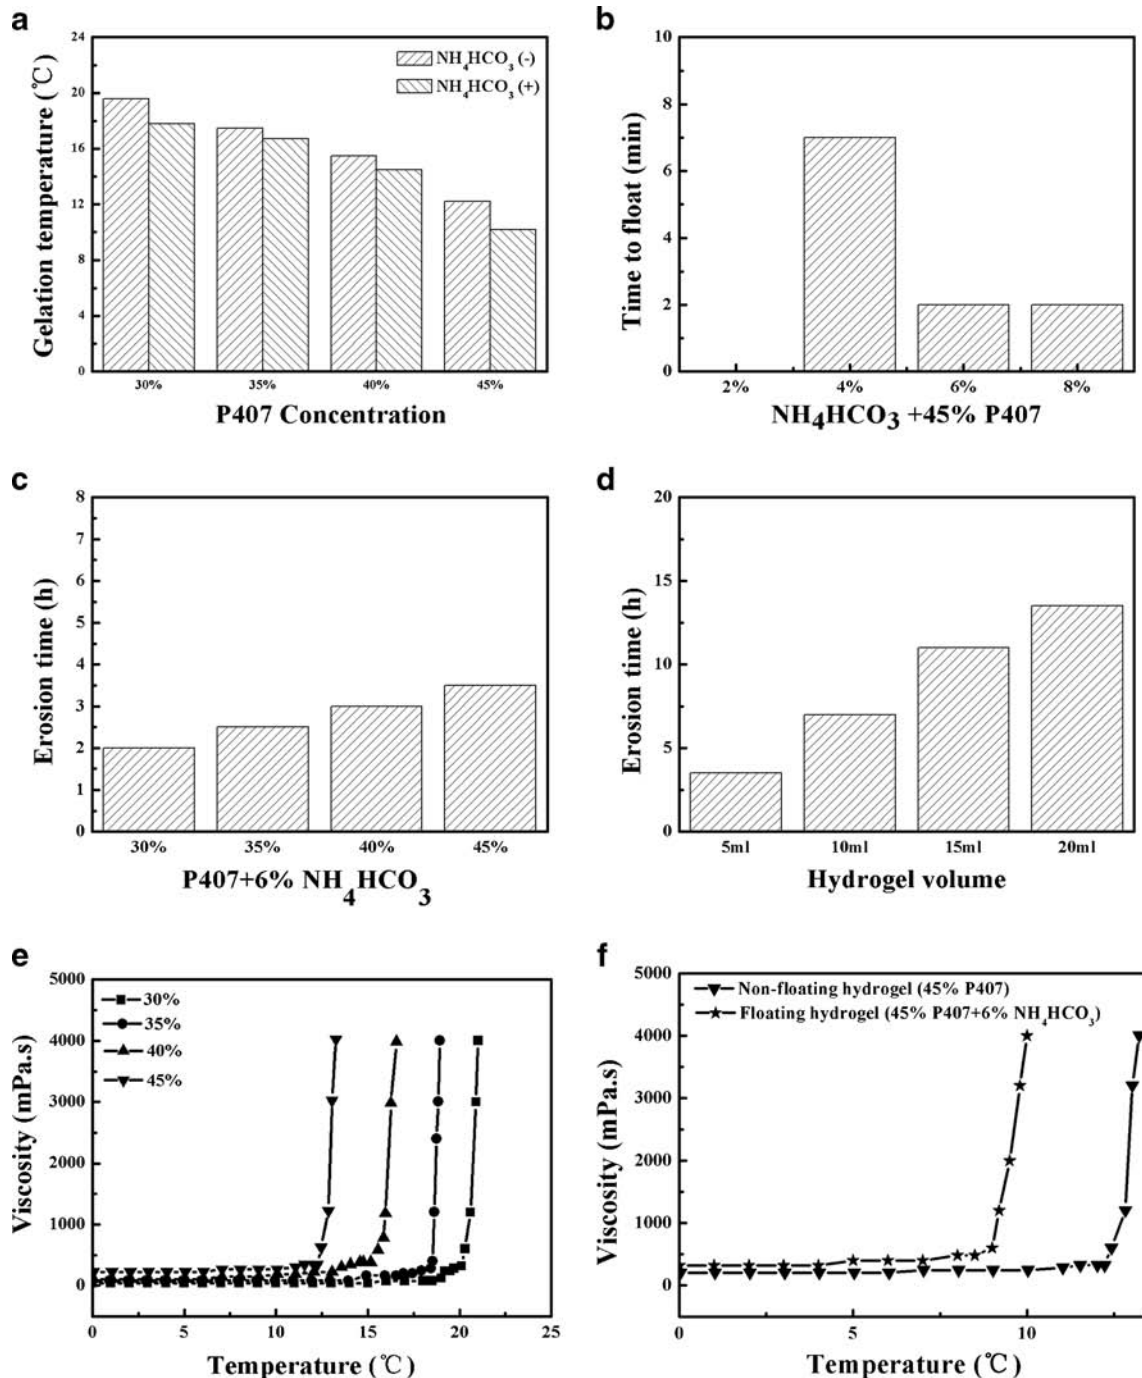 a
Gelation temperature (℃)
24
20
16
12
8
4
0
NH4HCO3 (-)
NH4HCO3 (+)
30% 35% 40% 45%
P407 Concentration
b
Time to float (min)
10
8
6
4
2
0
2% 4% 6% 8%
NH4HCO3 +45% P407
c
Erosion time (h)
8
7
6
5
4
3
2
1
0
30% 35% 40% 45%
P407+6% NH4HCO3
d
Erosion time (h)
20
15
10
5
0
5ml 10ml 15ml 20ml
Hydrogel volume
e
Viscosity (mPa.s)
5000
4000
3000
2000
1000
0
30%
35%
40%
45%
0 5 10 15 20 25
Temperature (℃)
f
Viscosity (mPa.s)
5000
4000
3000
2000
1000
0
Non-floating hydrogel (45% P407)
Floating hydrogel (45% P407+6% NH4HCO3)
0 5 10
Temperature (℃)